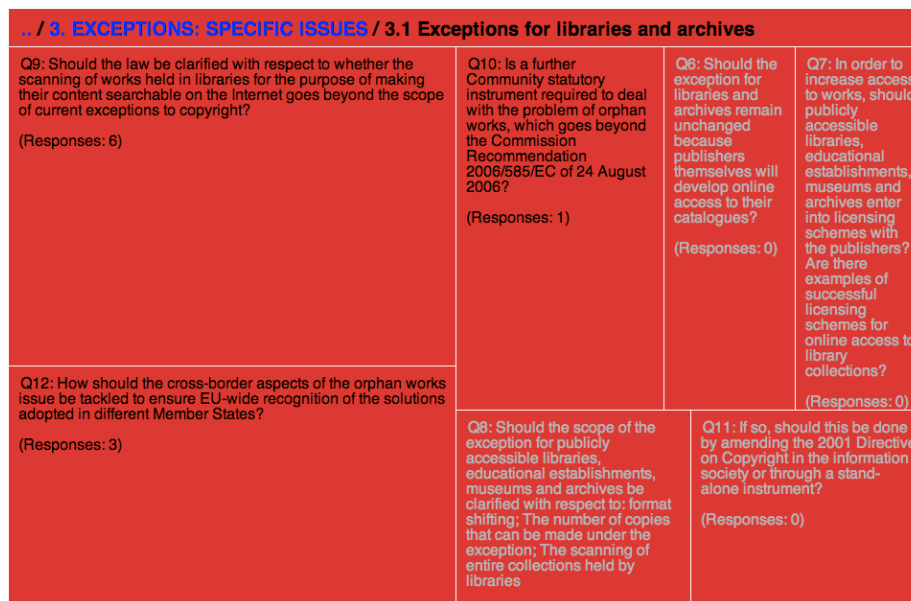 .. / 3. EXCEPTIONS: SPECIFIC ISSUES / 3.1 Exceptions for libraries and archives
Q9: Should the law be clarified with respect to whether the
scanning of works held in libraries for the purpose of making
their content searchable on the Internet goes beyond the scope
of current exceptions to copyright?
(Responses: 6)
Q12: How should the cross-border aspects of the orphan works
issue be tackled to ensure EU-wide recognition of the solutions
adopted in different Member States?
(Responses: 3)
Q10: Is a further
Community statutory
instrument required to deal
with the problem of orphan
works, which goes beyond
the Commission
Recommendation
2006/585/EC of 24 August
2006?
(Responses: 1)
Q6: Should the
exception for
libraries and
archives remain
unchanged
because
publishers
themselves will
develop online
access to their
catalogues?
(Responses: 0)
Q7: In order to
increase access
to works, should
publicly
accessible
libraries,
educational
establishments,
museums and
archives enter
into licensing
schemes with
the publishers?
Are there
examples of
successful
licensing
schemes for
online access to
library
collections?
(Responses: 0)
Q8: Should the scope of the
exception for publicly
accessible libraries,
educational establishments,
museums and archives be
clarified with respect to: format
shifting; The number of copies
that can be made under the
exception; The scanning of
entire collections held by
libraries
Q11: If so, should this be done
by amending the 2001 Directive
on Copyright in the information
society or through a stand-
alone instrument?
(Responses: 0)